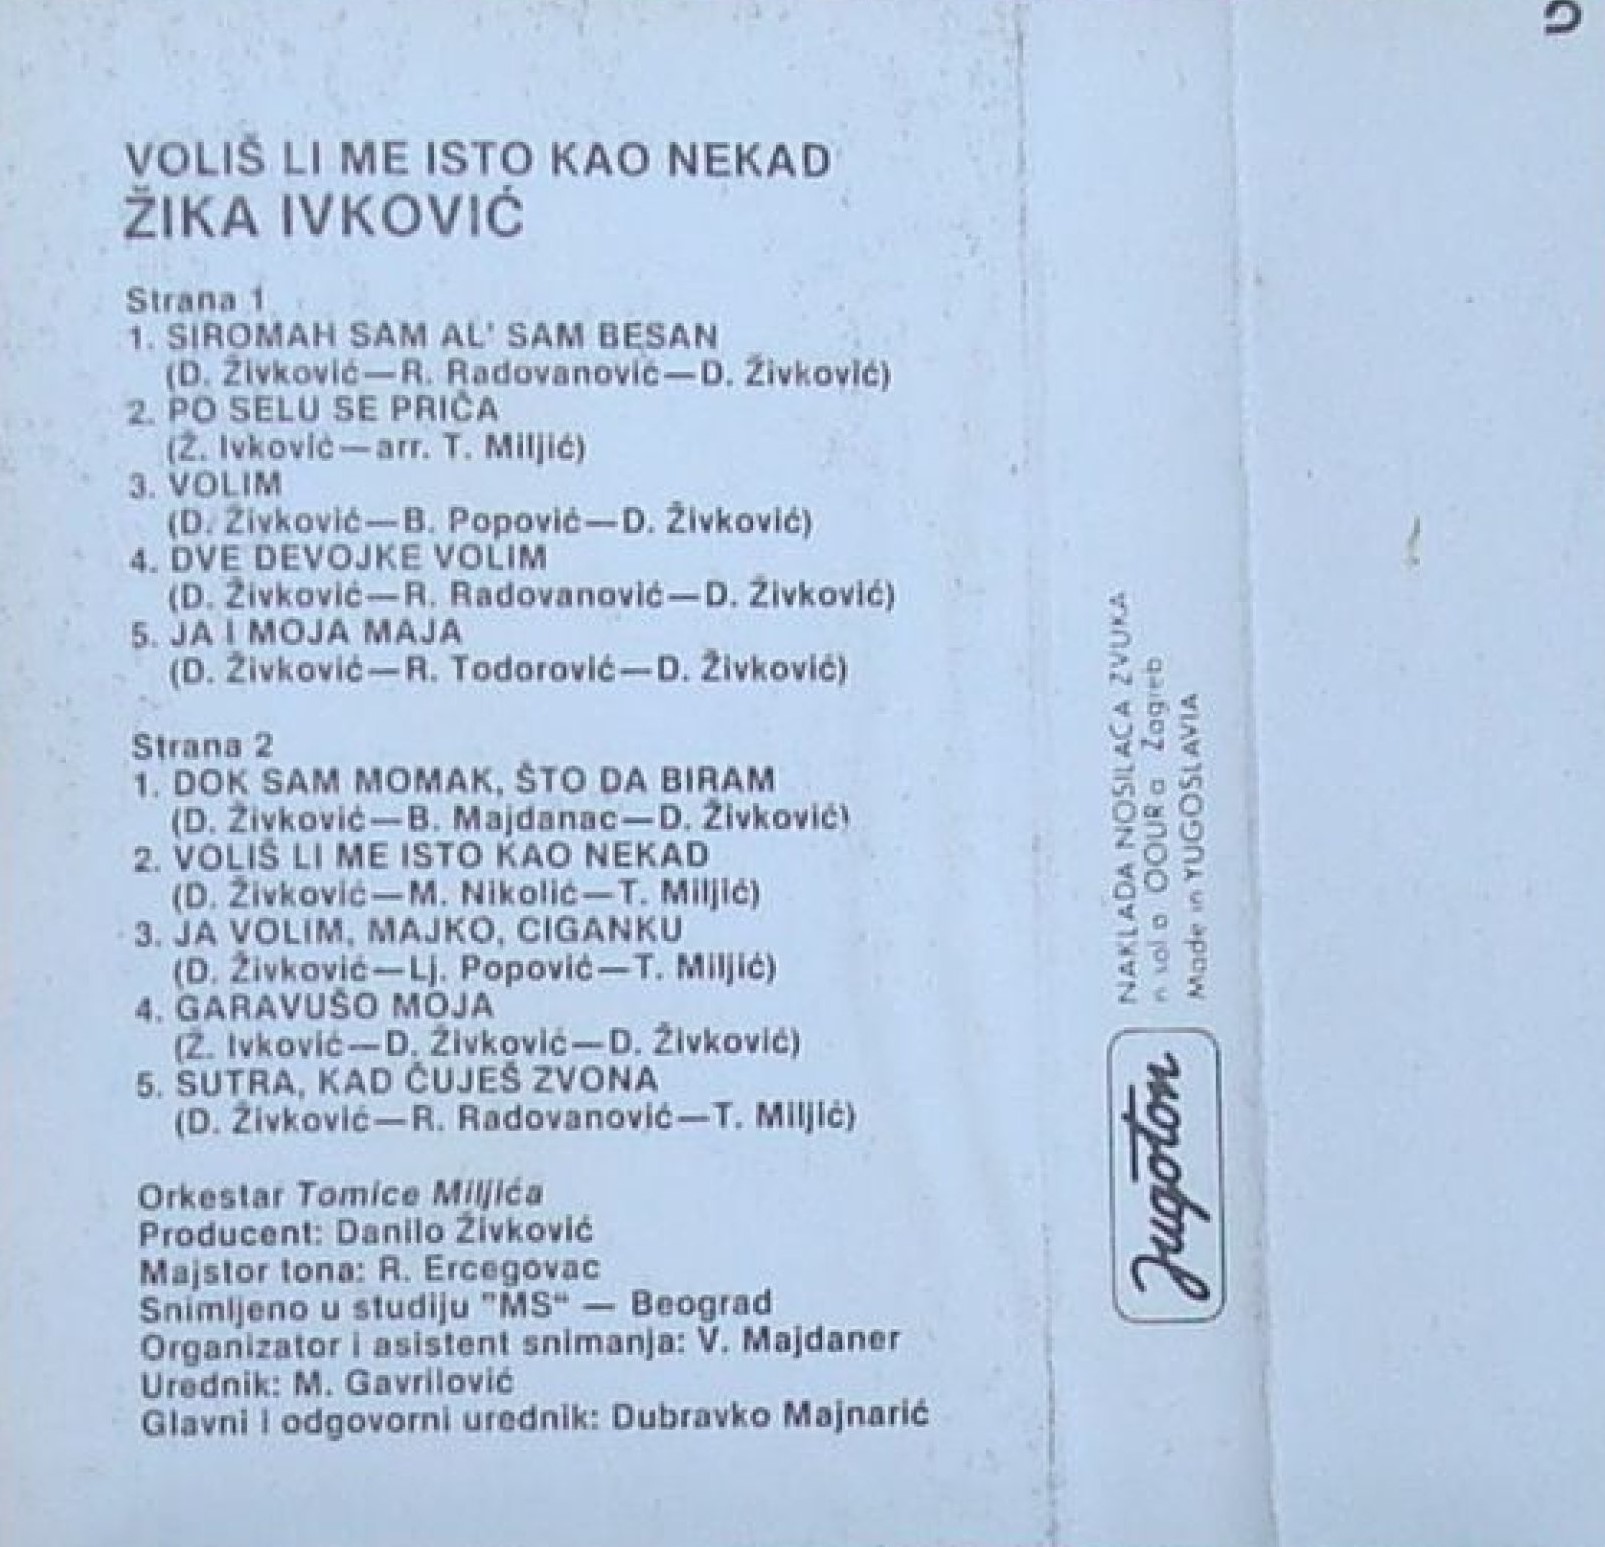 VOLIŠ LI ME ISTO KAO NEKAD
ŽIKA IVKOVIĆ
Strana 1
1. SIROMAH SAM AL' SAM BESAN
(D. Živković—R. Radovanović—D. Živković)
2. PO SELU SE PRIČA
(Ž. Ivković—arr. T. Miljić)
3. VOLIM
(D. Živković—B. Popović—D. Živković)
4. DVE DEVOJKE VOLIM
(D. Živković—R. Radovanović—D. Živković)
5. JA I MOJA MAJA
(D. Živković—R. Todorović—D. Živković)
Strana 2
1. DOK SAM MOMAK, ŠTO DA BIRAM
(D. Živković—B. Majdanac—D. Živković)
2. VOLIŠ LI ME ISTO KAO NEKAD
(D. Živković—M. Nikolić—T. Miljić)
3. JA VOLIM, MAJKO, CIGANKU
(D. Živković—Lj. Popović—T. Miljić)
4. GARAVUŠO MOJA
(Ž. Ivković—D. Živković—D. Živković)
5. SUTRA, KAD ČUJEŠ ZVONA
(D. Živković—R. Radovanović—T. Miljić)
Orkestar Tomice Miljića
Producent: Danilo Živković
Majstor tona: R. Ercegovac
Snimljeno u studiju "MS“ — Beograd
Organizator i asistent snimanja: V. Majdaner
Urednik: M. Gavrilović
Glavni i odgovorni urednik: Dubravko Majnarić
Jugoton
NAKLADA NOSILACA ZVUKA
n sol o OOUR a Zagreb
Made in YUGOSLAVIA